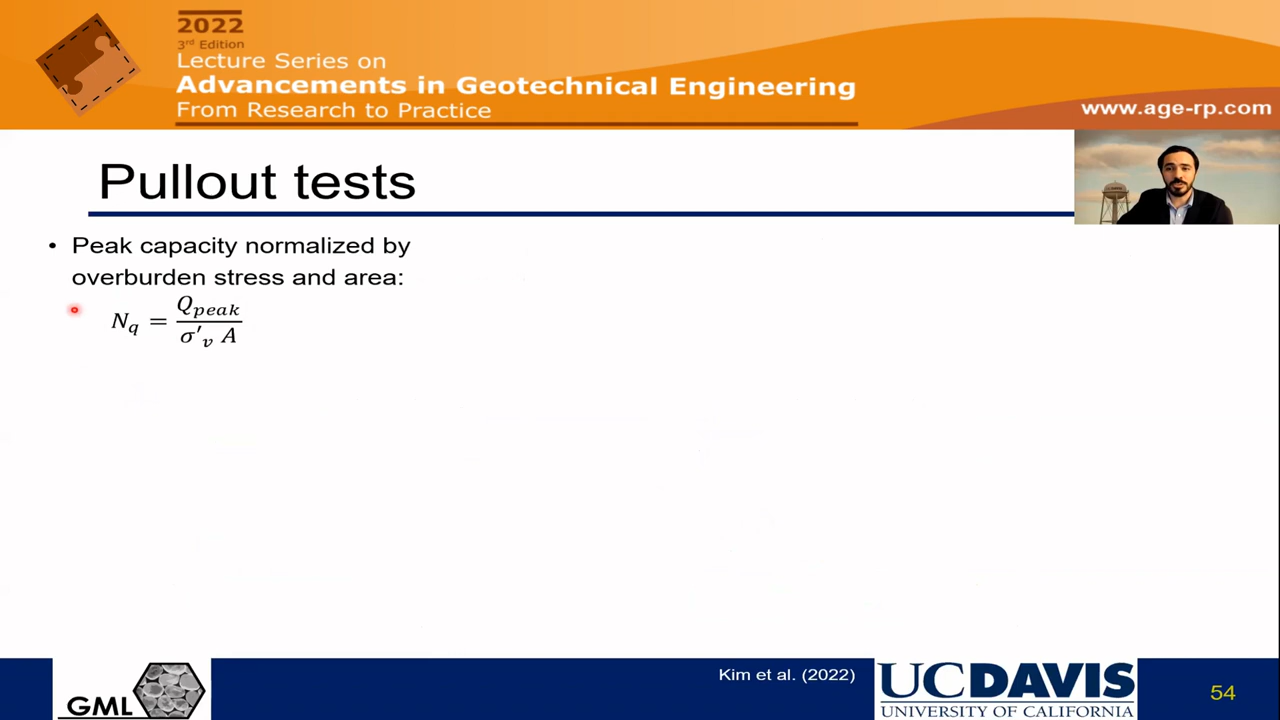 2022
3rd Edition
Lecture Series on
Advancements in Geotechnical Engineering
From Research to Practice
www.age-rp.com
Pullout tests
• Peak capacity normalized by
overburden stress and area:
N_q = Q_peak / σ'_v A
GML
Kim et al. (2022)
UCDAVIS
UNIVERSITY OF CALIFORNIA
54